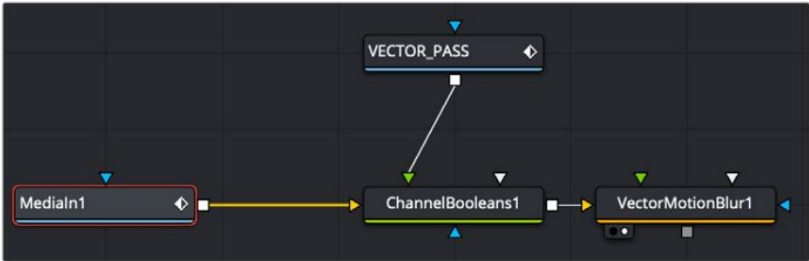 VECTOR_PASS
MediaIn1
ChannelBooleans1
VectorMotionBlur1